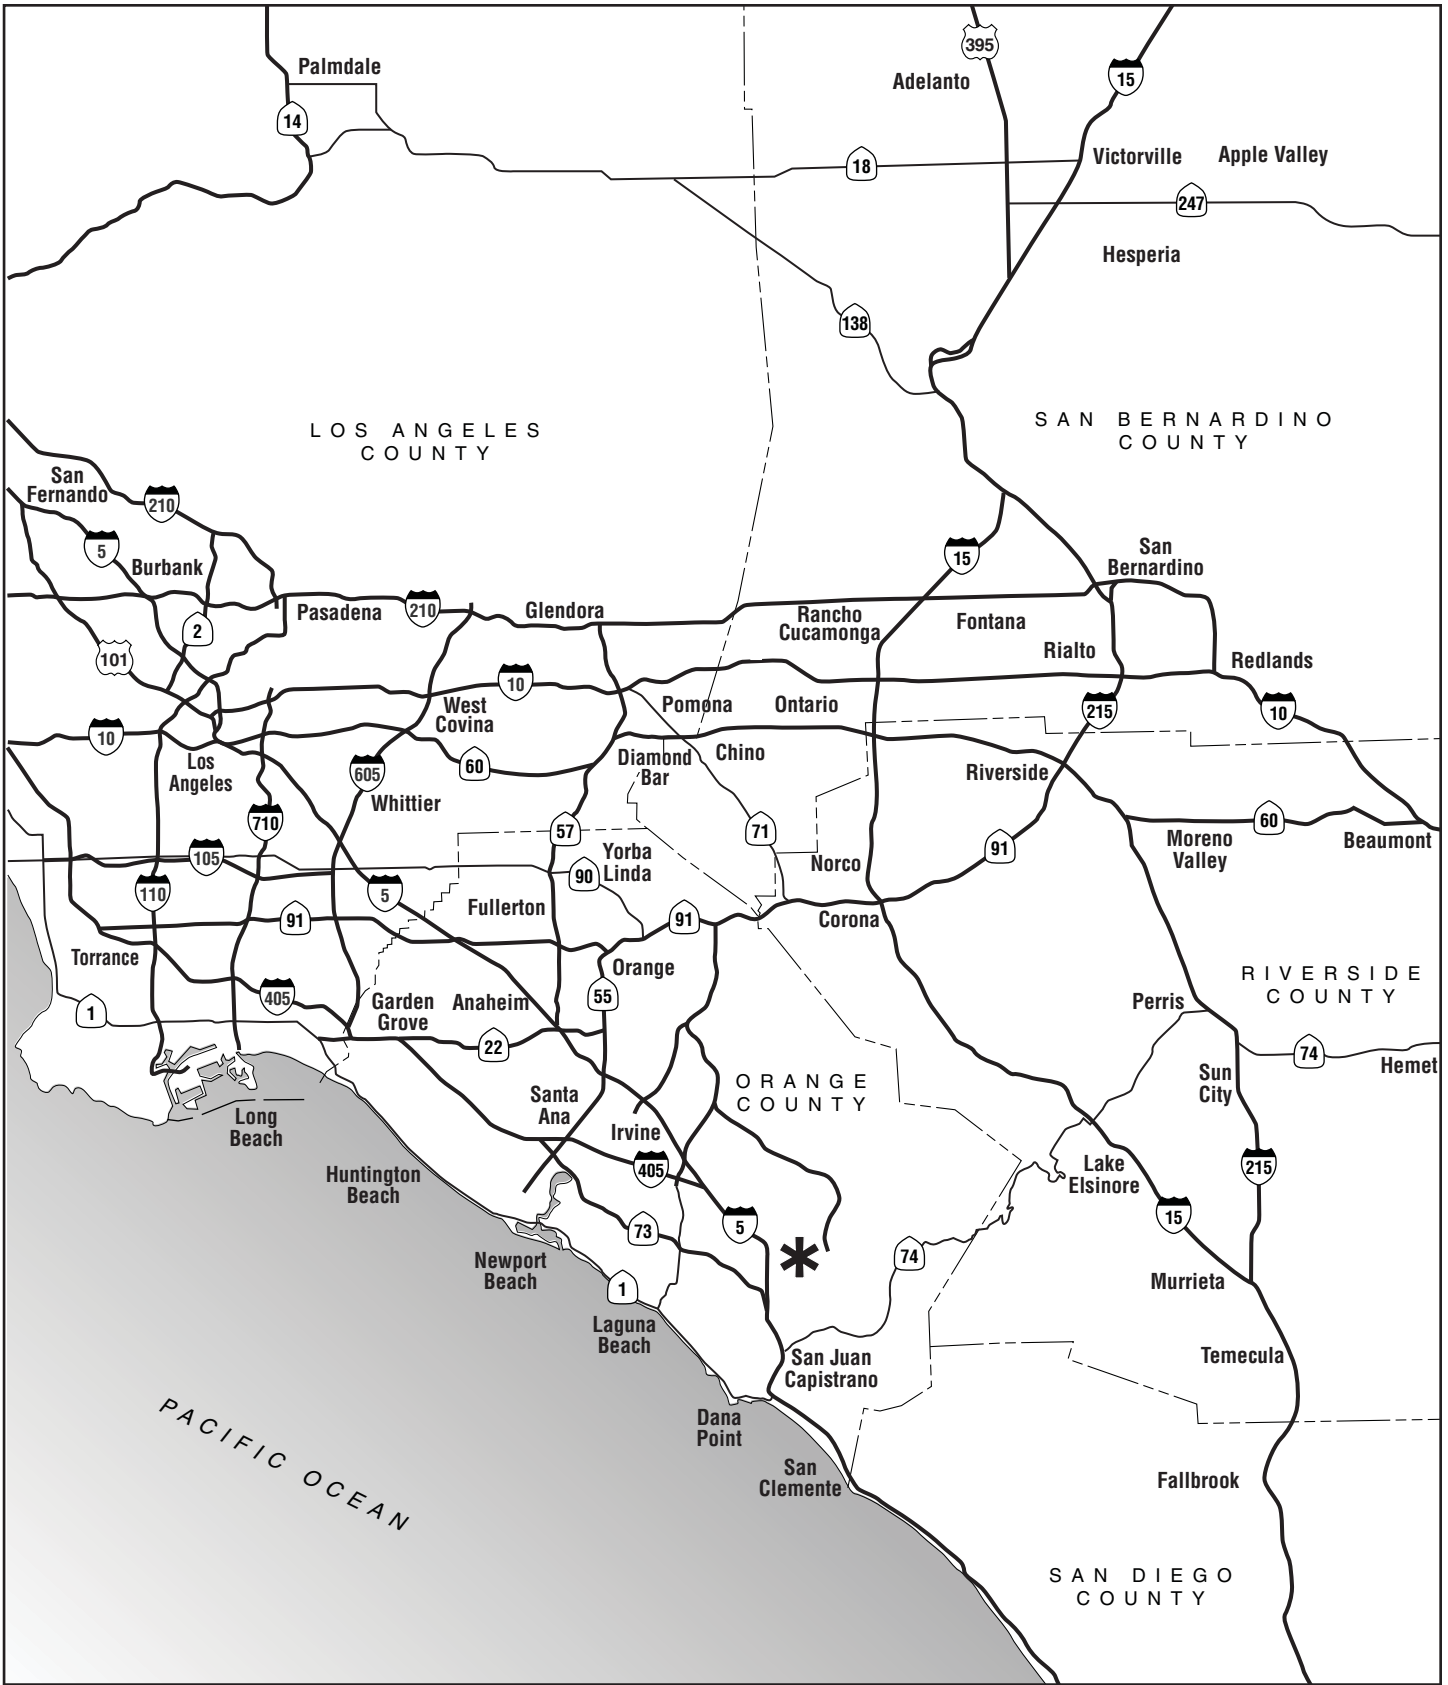 395
Palmdale
Adelanto
15
14
Victorville
Apple Valley
18
247
Hesperia
138
LOS ANGELES
COUNTY
SAN BERNARDINO
COUNTY
San
Fernando
210
5
Burbank
15
San
Bernardino
Pasadena
210
Glendora
Rancho
Cucamonga
Fontana
2
101
Rialto
Redlands
10
West
Covina
Pomona
Ontario
215
10
10
Los
Angeles
605
60
Diamond
Bar
Chino
Riverside
Whittier
710
57
71
60
Moreno
Valley
Beaumont
105
Yorba
Linda
91
Norco
110
5
90
Fullerton
91
91
Corona
Torrance
Orange
405
Garden
Grove
Anaheim
55
RIVERSIDE
COUNTY
Perris
1
22
74
Hemet
Sun
City
ORANGE
COUNTY
Santa
Ana
Long
Beach
Irvine
405
Huntington
Beach
Lake
Elsinore
215
15
73
5
*
74
Newport
Beach
1
Murrieta
Laguna
Beach
San Juan
Capistrano
Temecula
Dana
Point
PACIFIC OCEAN
San
Clemente
Fallbrook
SAN DIEGO
COUNTY